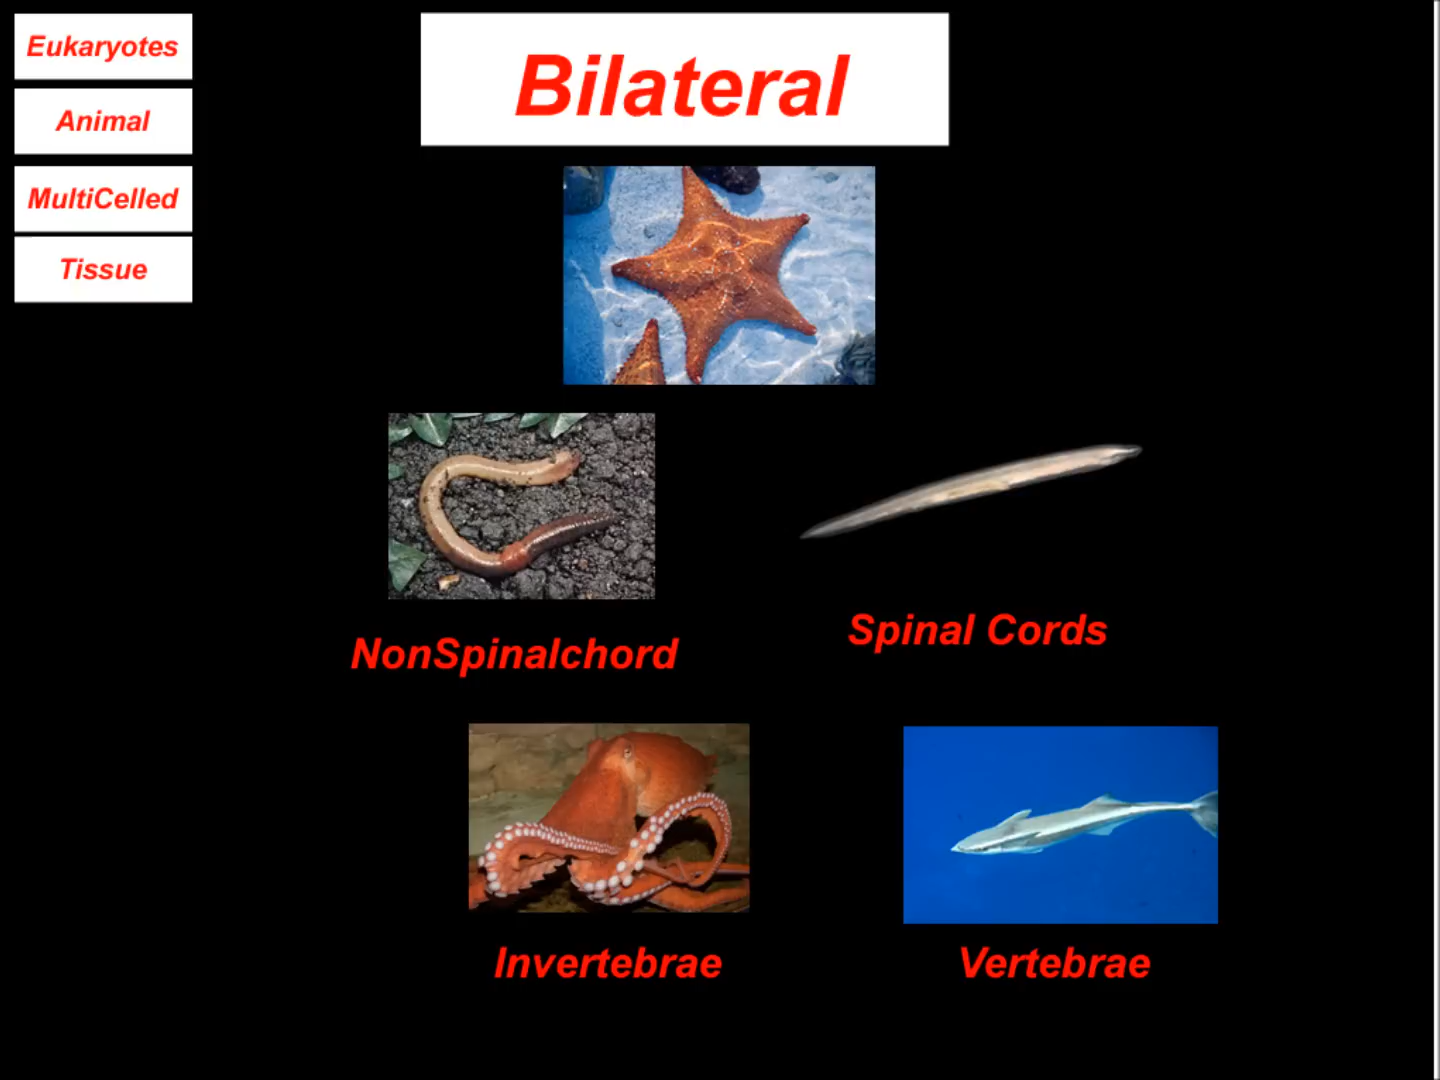 Eukaryotes
Animal
MultiCelled
Tissue
Bilateral
NonSpinalchord
Spinal Cords
Invertebrae
Vertebrae